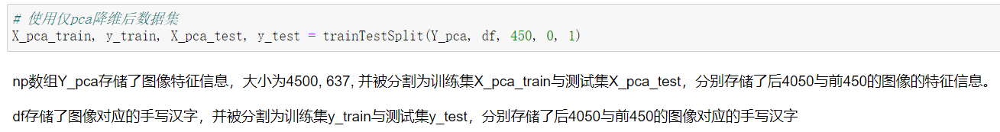 # 使用仅pca降维后数据集
X_pca_train, y_train, X_pca_test, y_test = trainTestSplit(Y_pca, df, 450, 0, 1)
np数组Y_pca存储了图像特征信息，大小为4500, 637, 并被分割为训练集X_pca_train与测试集X_pca_test，分别存储了后4050与前450的图像的特征信息。
df存储了图像对应的手写汉字，并被分割为训练集y_train与测试集y_test，分别存储了后4050与前450的图像对应的手写汉字